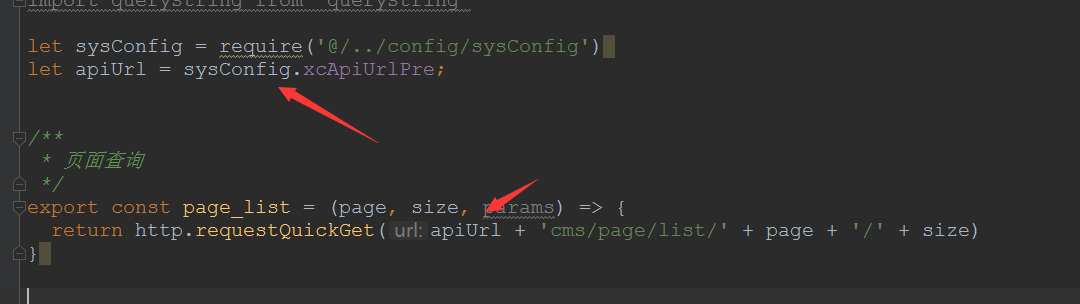 import querystring from 'querystring'
let sysConfig = require('@/../config/sysConfig')
let apiUrl = sysConfig.xcApiUrlPre;
/**
 * 页面查询
 */
export const page_list = (page, size, params) => {
  return http.requestQuickGet( url: apiUrl + 'cms/page/list/' + page + '/' + size)
}